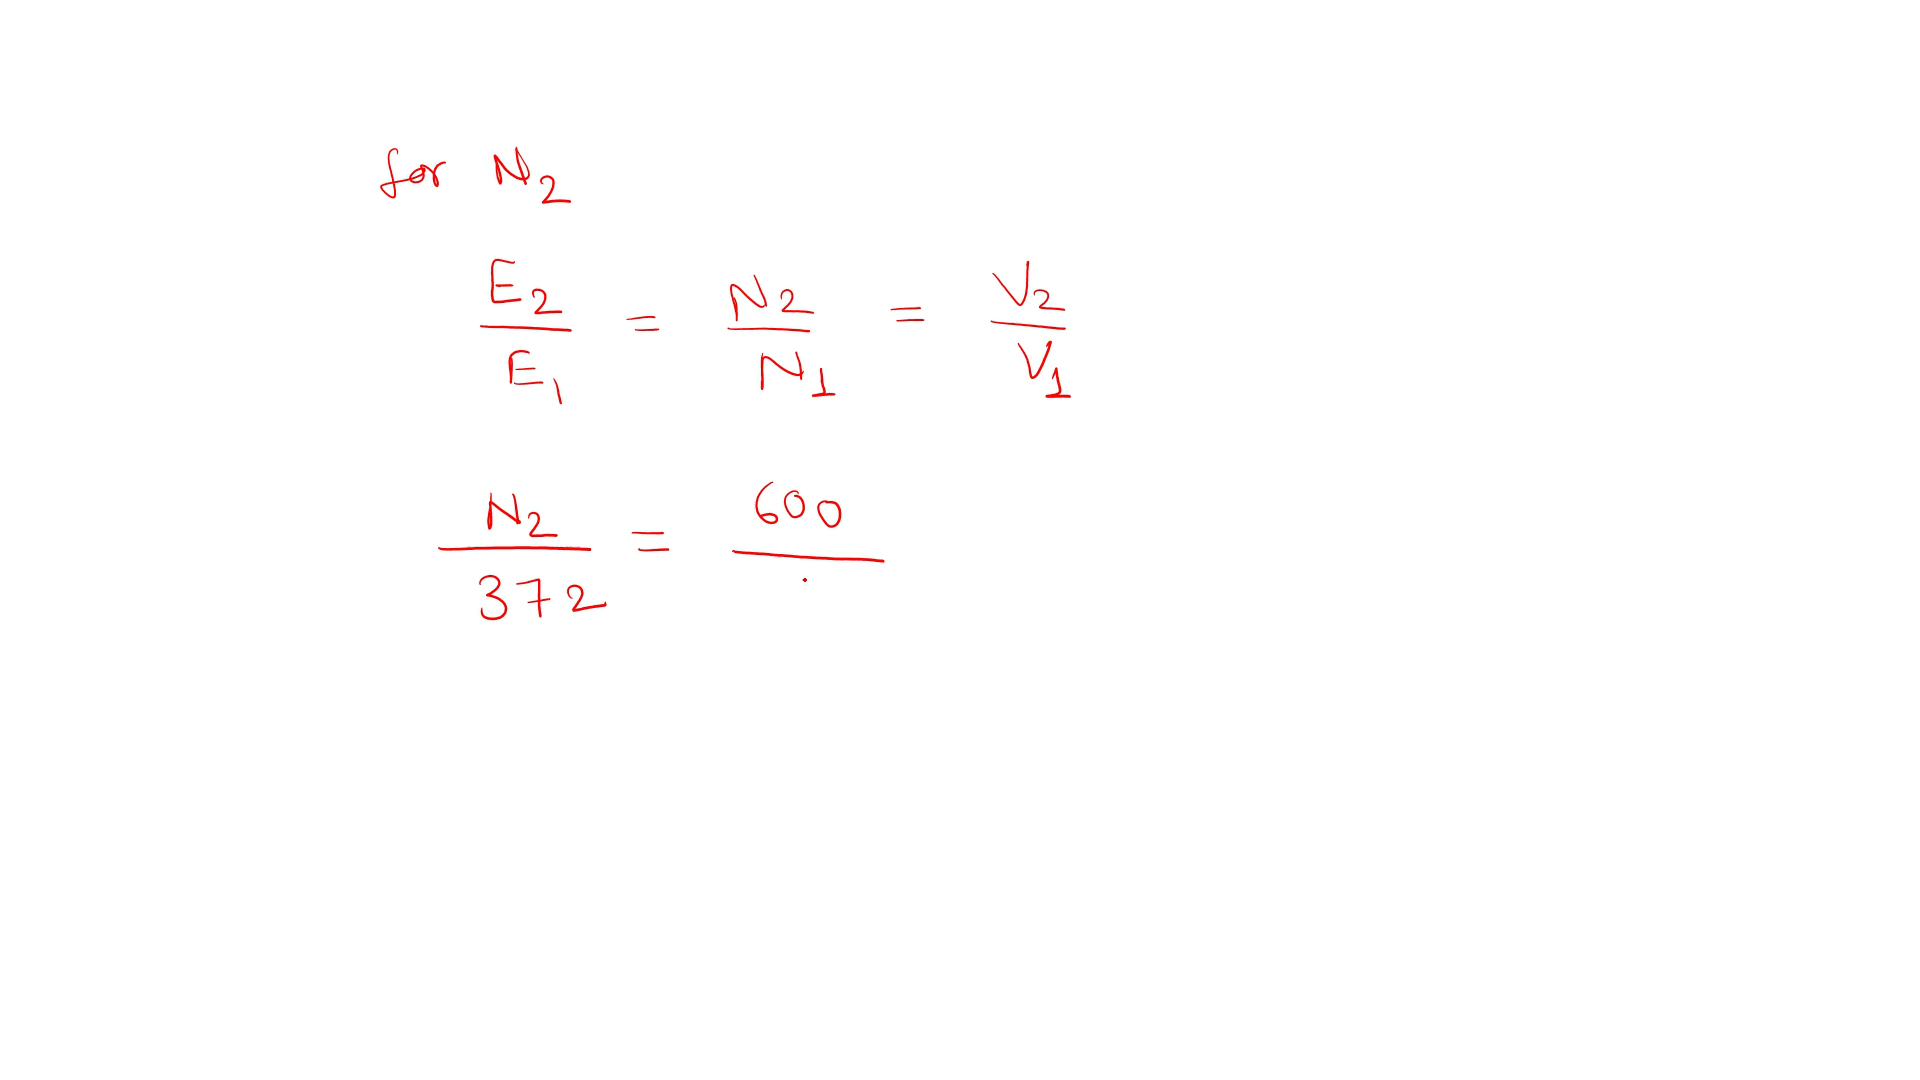 for N₂
E₂/E₁ = N₂/N₁ = V₂/V₁
N₂/372 = 600/